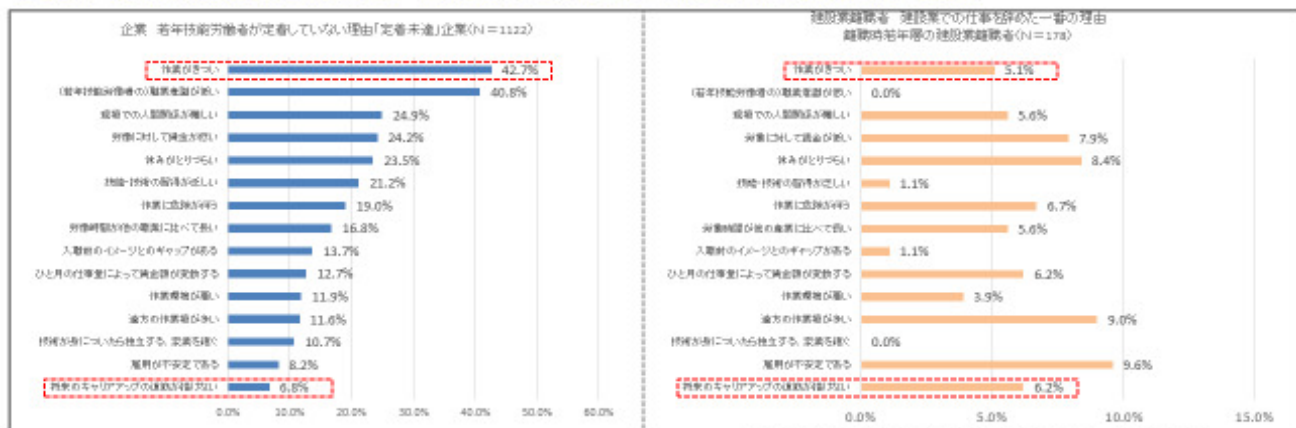 企業 若年技能労働者が定着していない理由「定着未達」企業(N=1122)
作業がきつい 42.7%
(若年技能労働者の)職業意識が低い 40.8%
現場での人間関係が難しい 24.9%
労働に対して賃金が低い 24.2%
休みがとりづらい 23.5%
技能・技術の習得が難しい 21.2%
作業に危険が伴う 19.0%
労働時間が他の職業に比べて長い 16.8%
入職前のイメージとのギャップがある 13.7%
ひと月の仕事量によって賃金額が変動する 12.7%
作業環境が悪い 11.9%
遠方の作業場が多い 11.6%
技術が身についたら独立する、家業を継ぐ 10.7%
雇用が不安定である 8.2%
将来のキャリアアップの道筋が描けない 6.8%
0.0% 10.0% 20.0% 30.0% 40.0% 50.0% 60.0%
建設業離職者 建設業での仕事を辞めた一番の理由
離職時若年層の建設業離職者(N=178)
作業がきつい 5.1%
(若年技能労働者の)職業意識が低い 0.0%
現場での人間関係が難しい 5.6%
労働に対して賃金が低い 7.9%
休みがとりづらい 8.4%
技能・技術の習得が難しい 1.1%
作業に危険が伴う 6.7%
労働時間が他の産業に比べて長い 5.6%
入職前のイメージとのギャップがある 1.1%
ひと月の仕事量によって賃金額が変動する 6.2%
作業環境が悪い 3.9%
遠方の作業場が多い 9.0%
技術が身についたら独立する、家業を継ぐ 0.0%
雇用が不安定である 9.6%
将来のキャリアアップの道筋が描けない 6.2%
0.0% 5.0% 10.0% 15.0%